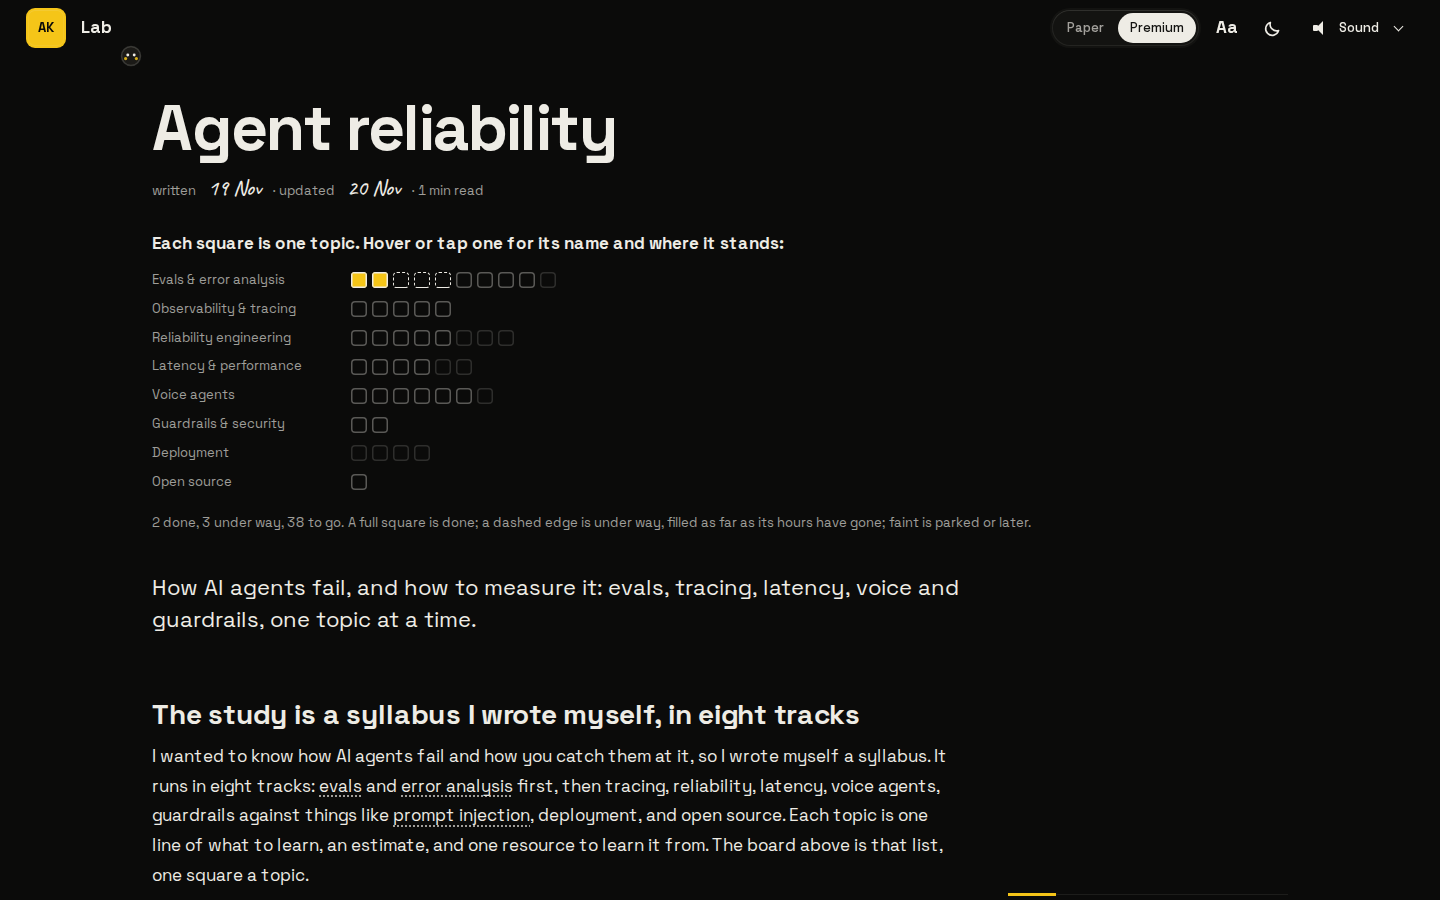 AK
Lab
Paper
Premium
Aa
Sound
Agent reliability
written 19 Nov · updated 20 Nov · 1 min read
Each square is one topic. Hover or tap one for its name and where it stands:
Evals & error analysis
Observability & tracing
Reliability engineering
Latency & performance
Voice agents
Guardrails & security
Deployment
Open source
2 done, 3 under way, 38 to go. A full square is done; a dashed edge is under way, filled as far as its hours have gone; faint is parked or later.
How AI agents fail, and how to measure it: evals, tracing, latency, voice and
guardrails, one topic at a time.
The study is a syllabus I wrote myself, in eight tracks
I wanted to know how AI agents fail and how you catch them at it, so I wrote myself a syllabus. It
runs in eight tracks: evals and error analysis first, then tracing, reliability, latency, voice agents,
guardrails against things like prompt injection, deployment, and open source. Each topic is one
line of what to learn, an estimate, and one resource to learn it from. The board above is that list,
one square a topic.